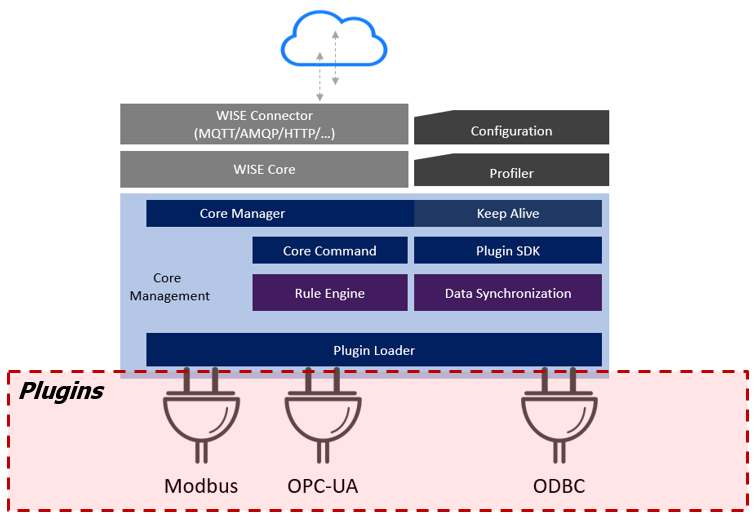 WISE Connector
(MQTT/AMQP/HTTP/...)
Configuration
WISE Core
Profiler
Core Manager
Keep Alive
Core Command
Plugin SDK
Core
Management
Rule Engine
Data Synchronization
Plugin Loader
Plugins
Modbus
OPC-UA
ODBC